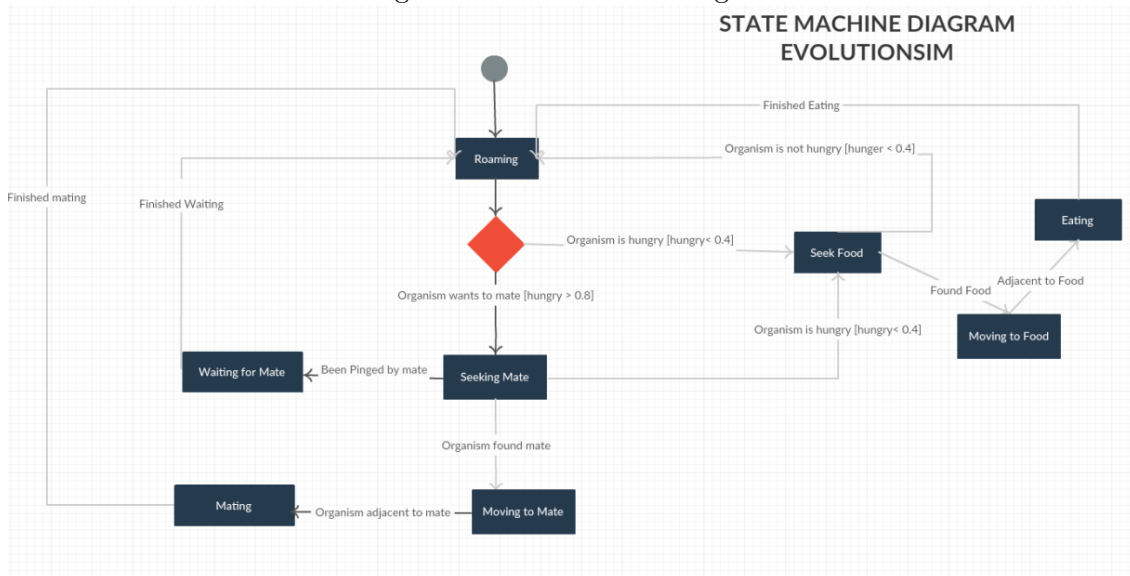 STATE MACHINE DIAGRAM
EVOLUTIONSIM
Finished Eating
Roaming
Organism is not hungry [hunger < 0.4]
Finished mating
Finished Waiting
Eating
Organism is hungry [hungry< 0.4]
Seek Food
Adjacent to Food
Found Food
Organism wants to mate [hungry > 0.8]
Organism is hungry [hungry< 0.4]
Moving to Food
Waiting for Mate
Been Pinged by mate
Seeking Mate
Organism found mate
Mating
Organism adjacent to mate
Moving to Mate